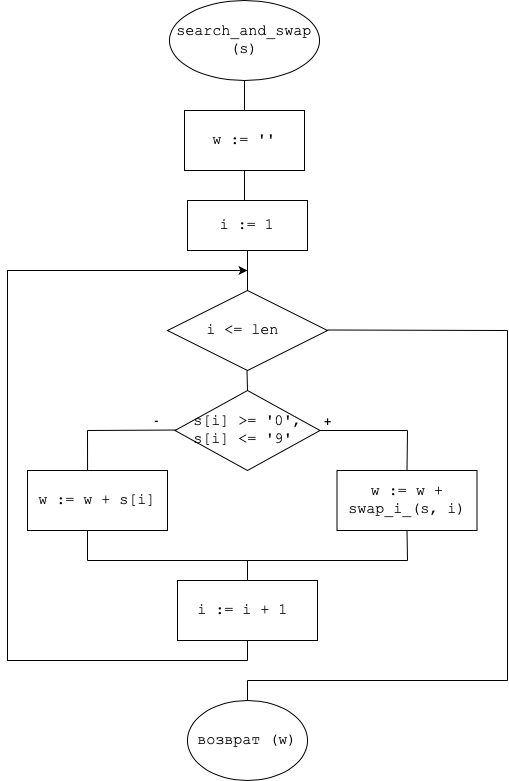 search_and_swap
(s)
w := ''
i := 1
i <= len
s[i] >= '0',
s[i] <= '9'
-
+
w := w + s[i]
w := w +
swap_i_(s, i)
i := i + 1
возврат (w)